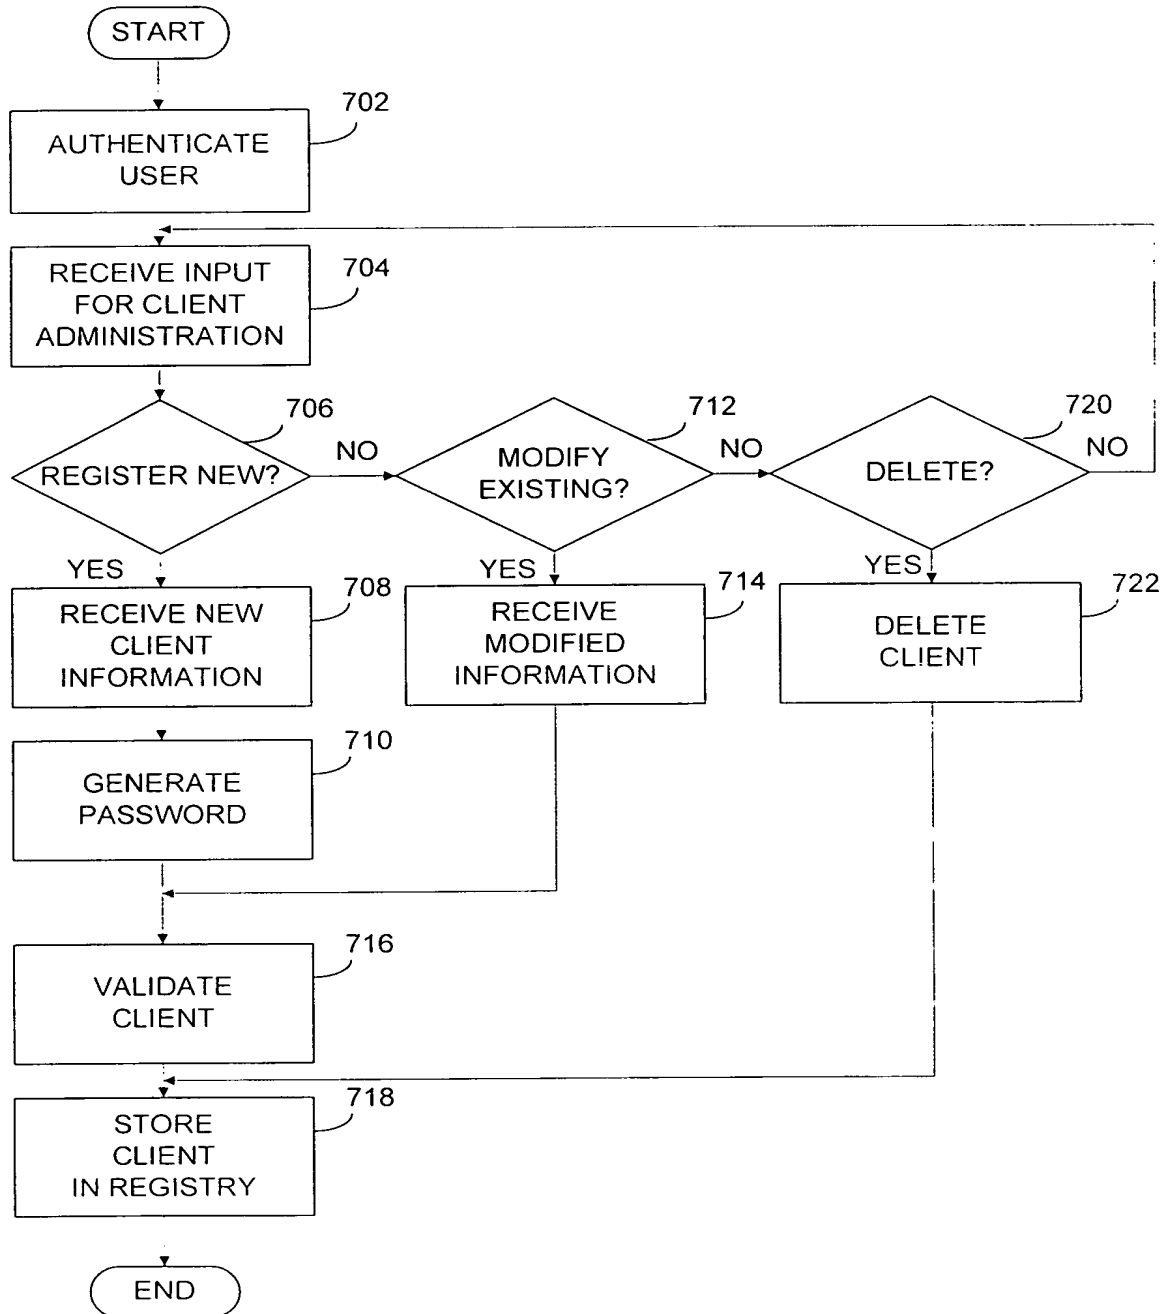 START
702
AUTHENTICATE
USER
704
RECEIVE INPUT
FOR CLIENT
ADMINISTRATION
706
REGISTER NEW?
NO
712
MODIFY
EXISTING?
NO
720
DELETE?
NO
YES
708
RECEIVE NEW
CLIENT
INFORMATION
YES
714
RECEIVE
MODIFIED
INFORMATION
YES
722
DELETE
CLIENT
710
GENERATE
PASSWORD
716
VALIDATE
CLIENT
718
STORE
CLIENT
IN REGISTRY
END